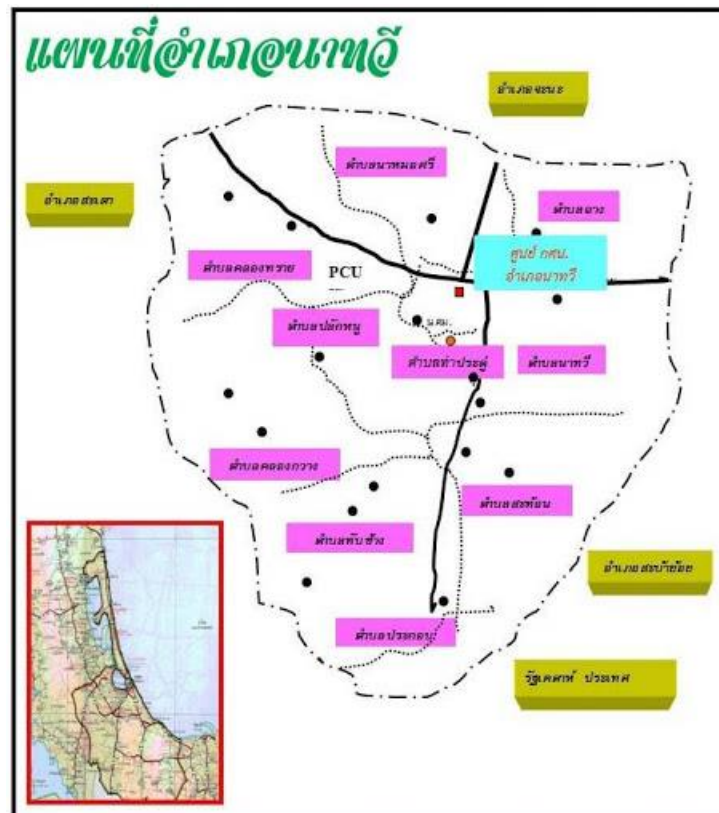 แผนที่อำเภอนาทวี
อำเภอจะนะ
ตำบลนาหมอศรี
อำเภอสะเดา
ตำบลฉาง
ศูนย์ กศน.
อำเภอนาทวี
ตำบลคลองทราย
PCU
น.คม.
ตำบลปลักหนู
ตำบลท่าประดู่
ตำบลนาทวี
ตำบลคลองกวาง
ตำบลสะท้อน
ตำบลทับช้าง
อำเภอสะบ้าย้อย
ตำบลประกอบ
รัฐเคดาห์ ประเทศ